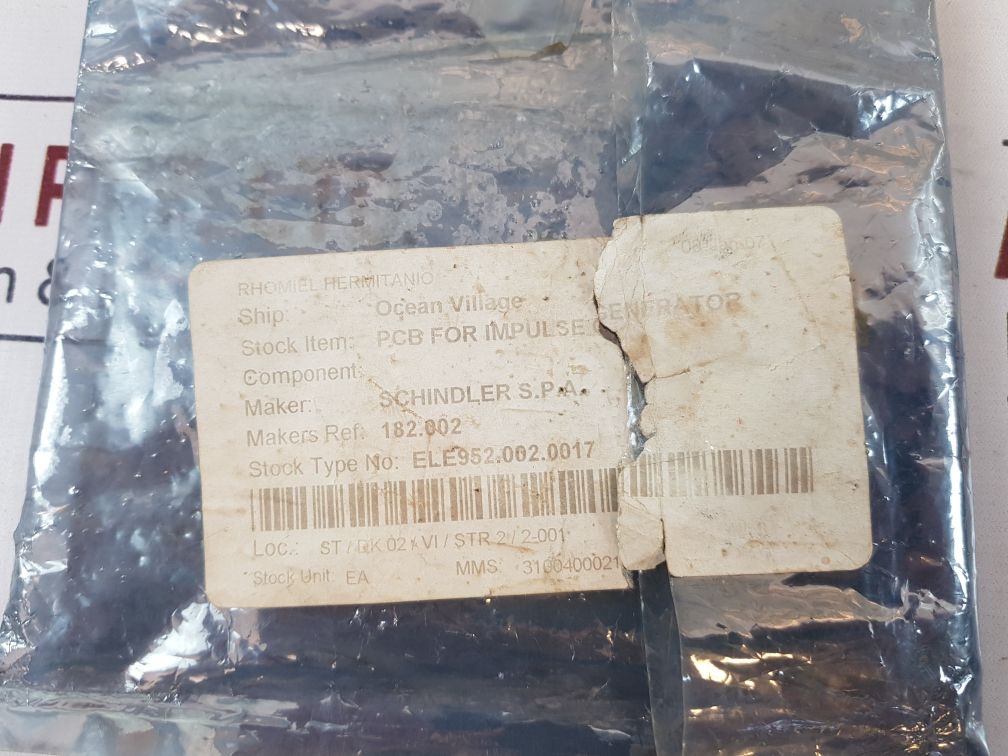 RHOMIEL HERMITANIO
Ship: Ocean Village
Stock Item: PCB FOR IMPULSE GENERATOR
Component:
Maker: SCHINDLER S.P.A.
Makers Ref: 182.002
Stock Type No: ELE952.002.0017
Loc.: ST / DK 02 / VI / STR 2 / 2-001
Stock Unit: EA MMS: 3100400021